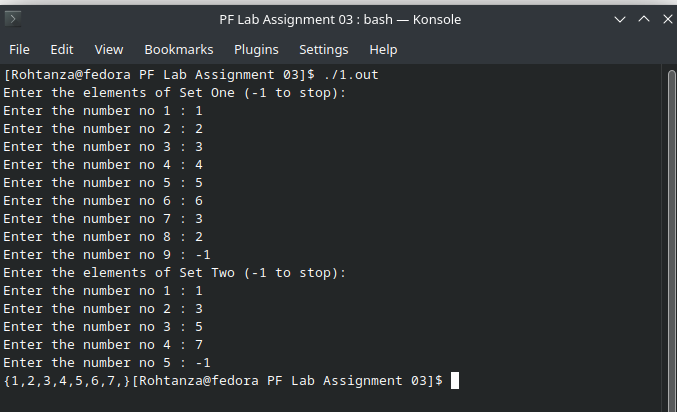 PF Lab Assignment 03 : bash — Konsole
File Edit View Bookmarks Plugins Settings Help
[Rohtanza@fedora PF Lab Assignment 03]$ ./1.out
Enter the elements of Set One (-1 to stop):
Enter the number no 1 : 1
Enter the number no 2 : 2
Enter the number no 3 : 3
Enter the number no 4 : 4
Enter the number no 5 : 5
Enter the number no 6 : 6
Enter the number no 7 : 3
Enter the number no 8 : 2
Enter the number no 9 : -1
Enter the elements of Set Two (-1 to stop):
Enter the number no 1 : 1
Enter the number no 2 : 3
Enter the number no 3 : 5
Enter the number no 4 : 7
Enter the number no 5 : -1
{1,2,3,4,5,6,7,}[Rohtanza@fedora PF Lab Assignment 03]$